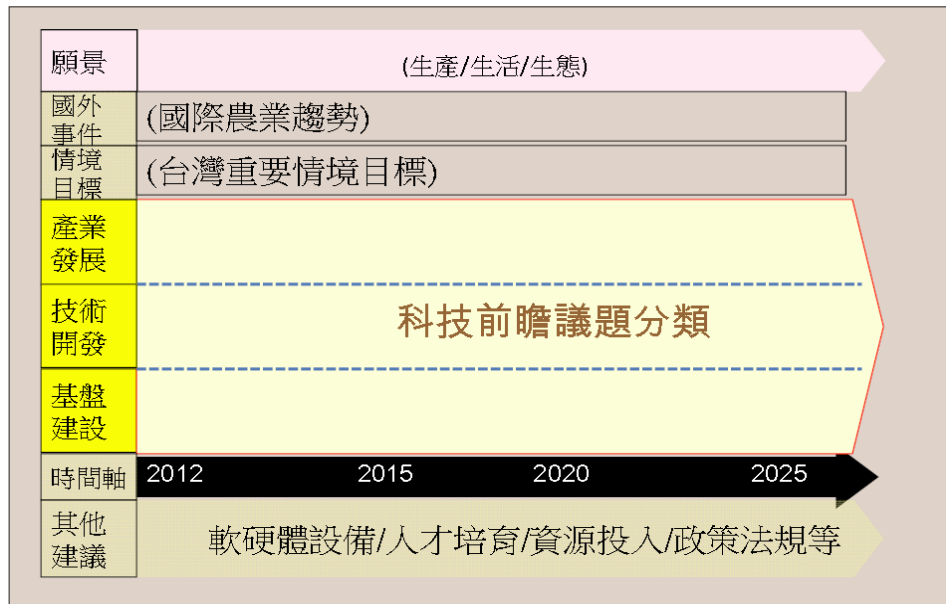 願景
(生產/生活/生態)
國外
事件
(國際農業趨勢)
情境
目標
(台灣重要情境目標)
產業
發展
技術
開發
科技前瞻議題分類
基盤
建設
時間軸
2012
2015
2020
2025
其他
建議
軟硬體設備/人才培育/資源投入/政策法規等